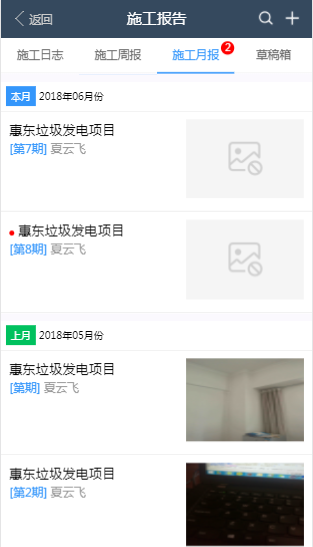 返回 施工报告
施工日志 施工周报 施工月报 2 草稿箱
本月 2018年06月份
惠东垃圾发电项目
[第7期] 夏云飞
惠东垃圾发电项目
[第8期] 夏云飞
上月 2018年05月份
惠东垃圾发电项目
[第期] 夏云飞
惠东垃圾发电项目
[第2期] 夏云飞